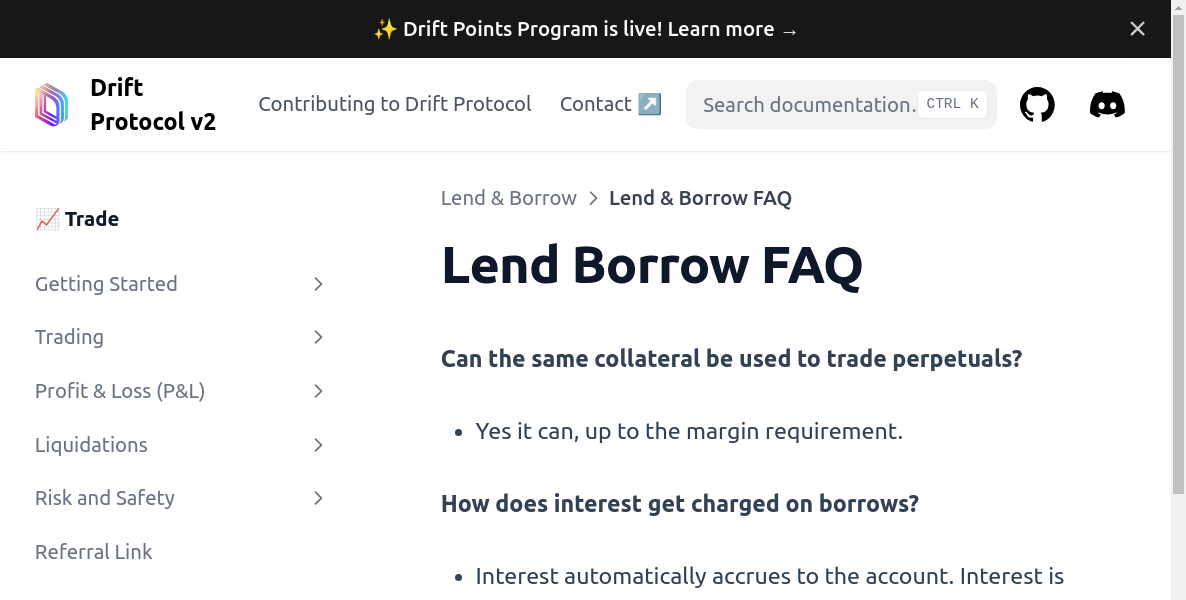 ✨ Drift Points Program is live! Learn more →
Drift
Protocol v2
Contributing to Drift Protocol
Contact ↗️
Search documentation.
CTRL K
📈 Trade
Getting Started
Trading
Profit & Loss (P&L)
Liquidations
Risk and Safety
Referral Link
Lend & Borrow > Lend & Borrow FAQ
Lend Borrow FAQ
Can the same collateral be used to trade perpetuals?
• Yes it can, up to the margin requirement.
How does interest get charged on borrows?
• Interest automatically accrues to the account. Interest is